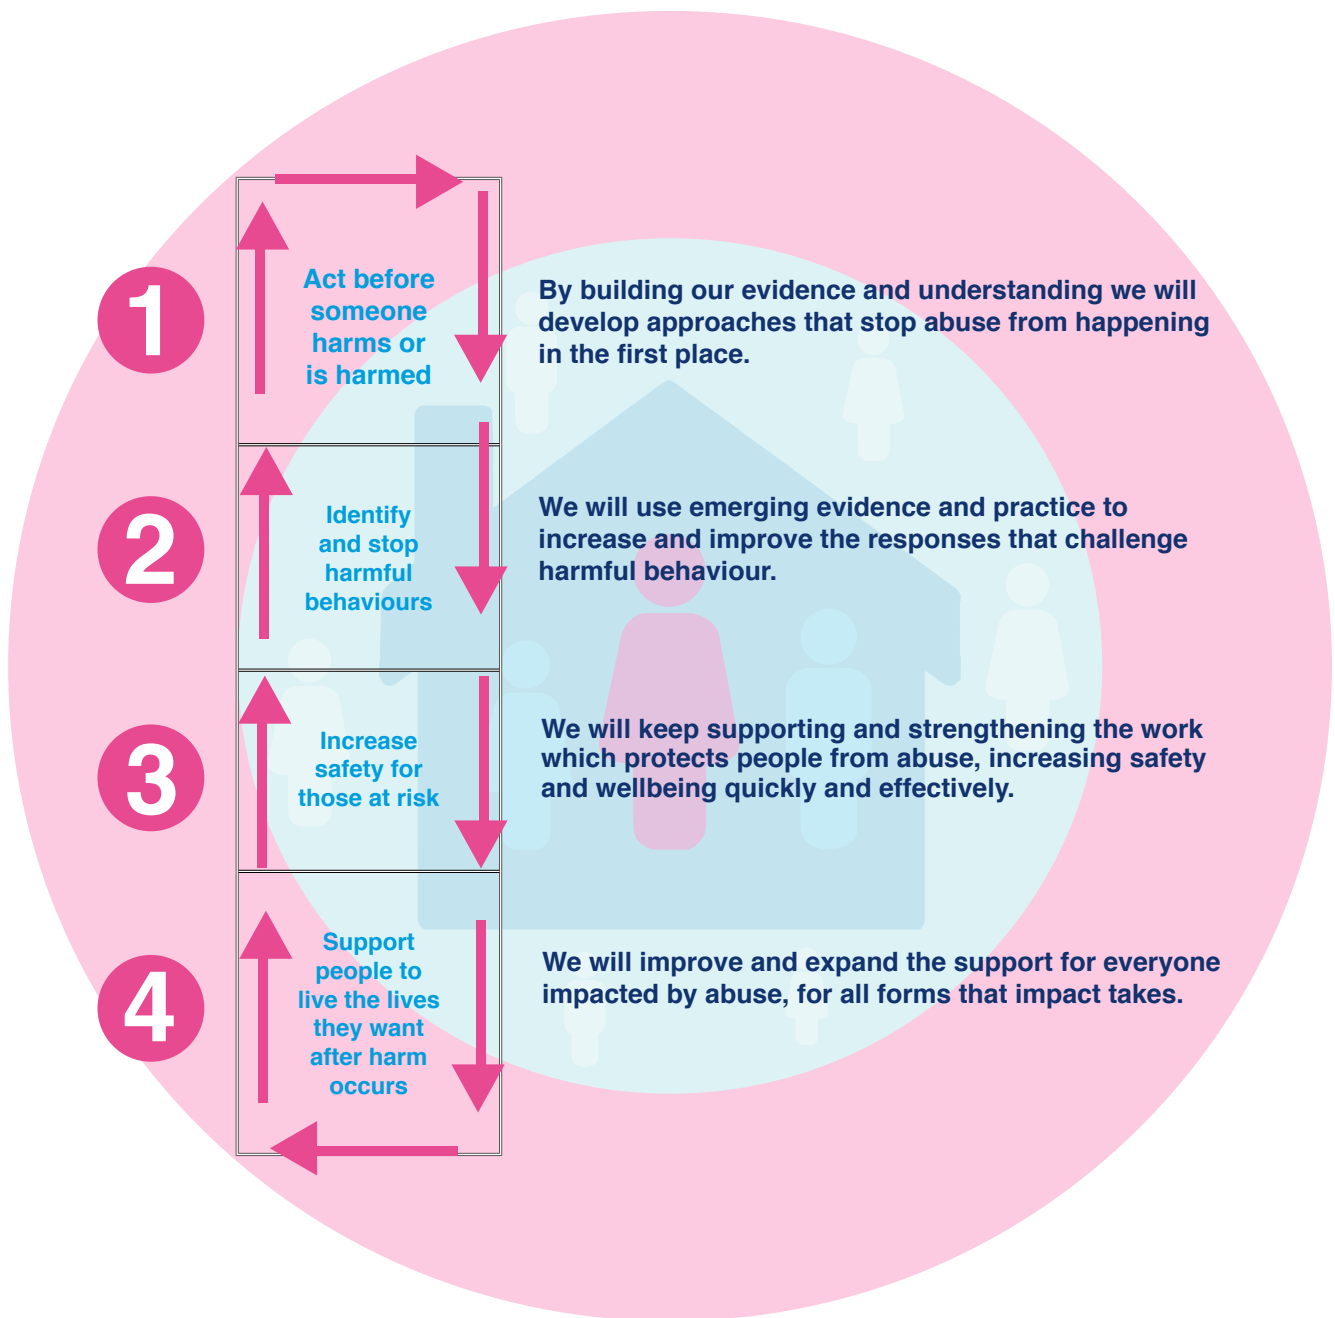 1
Act before
someone
harms or
is harmed
By building our evidence and understanding we will
develop approaches that stop abuse from happening
in the first place.
2
Identify
and stop
harmful
behaviours
We will use emerging evidence and practice to
increase and improve the responses that challenge
harmful behaviour.
3
Increase
safety for
those at risk
We will keep supporting and strengthening the work
which protects people from abuse, increasing safety
and wellbeing quickly and effectively.
4
Support
people to
live the lives
they want
after harm
occurs
We will improve and expand the support for everyone
impacted by abuse, for all forms that impact takes.